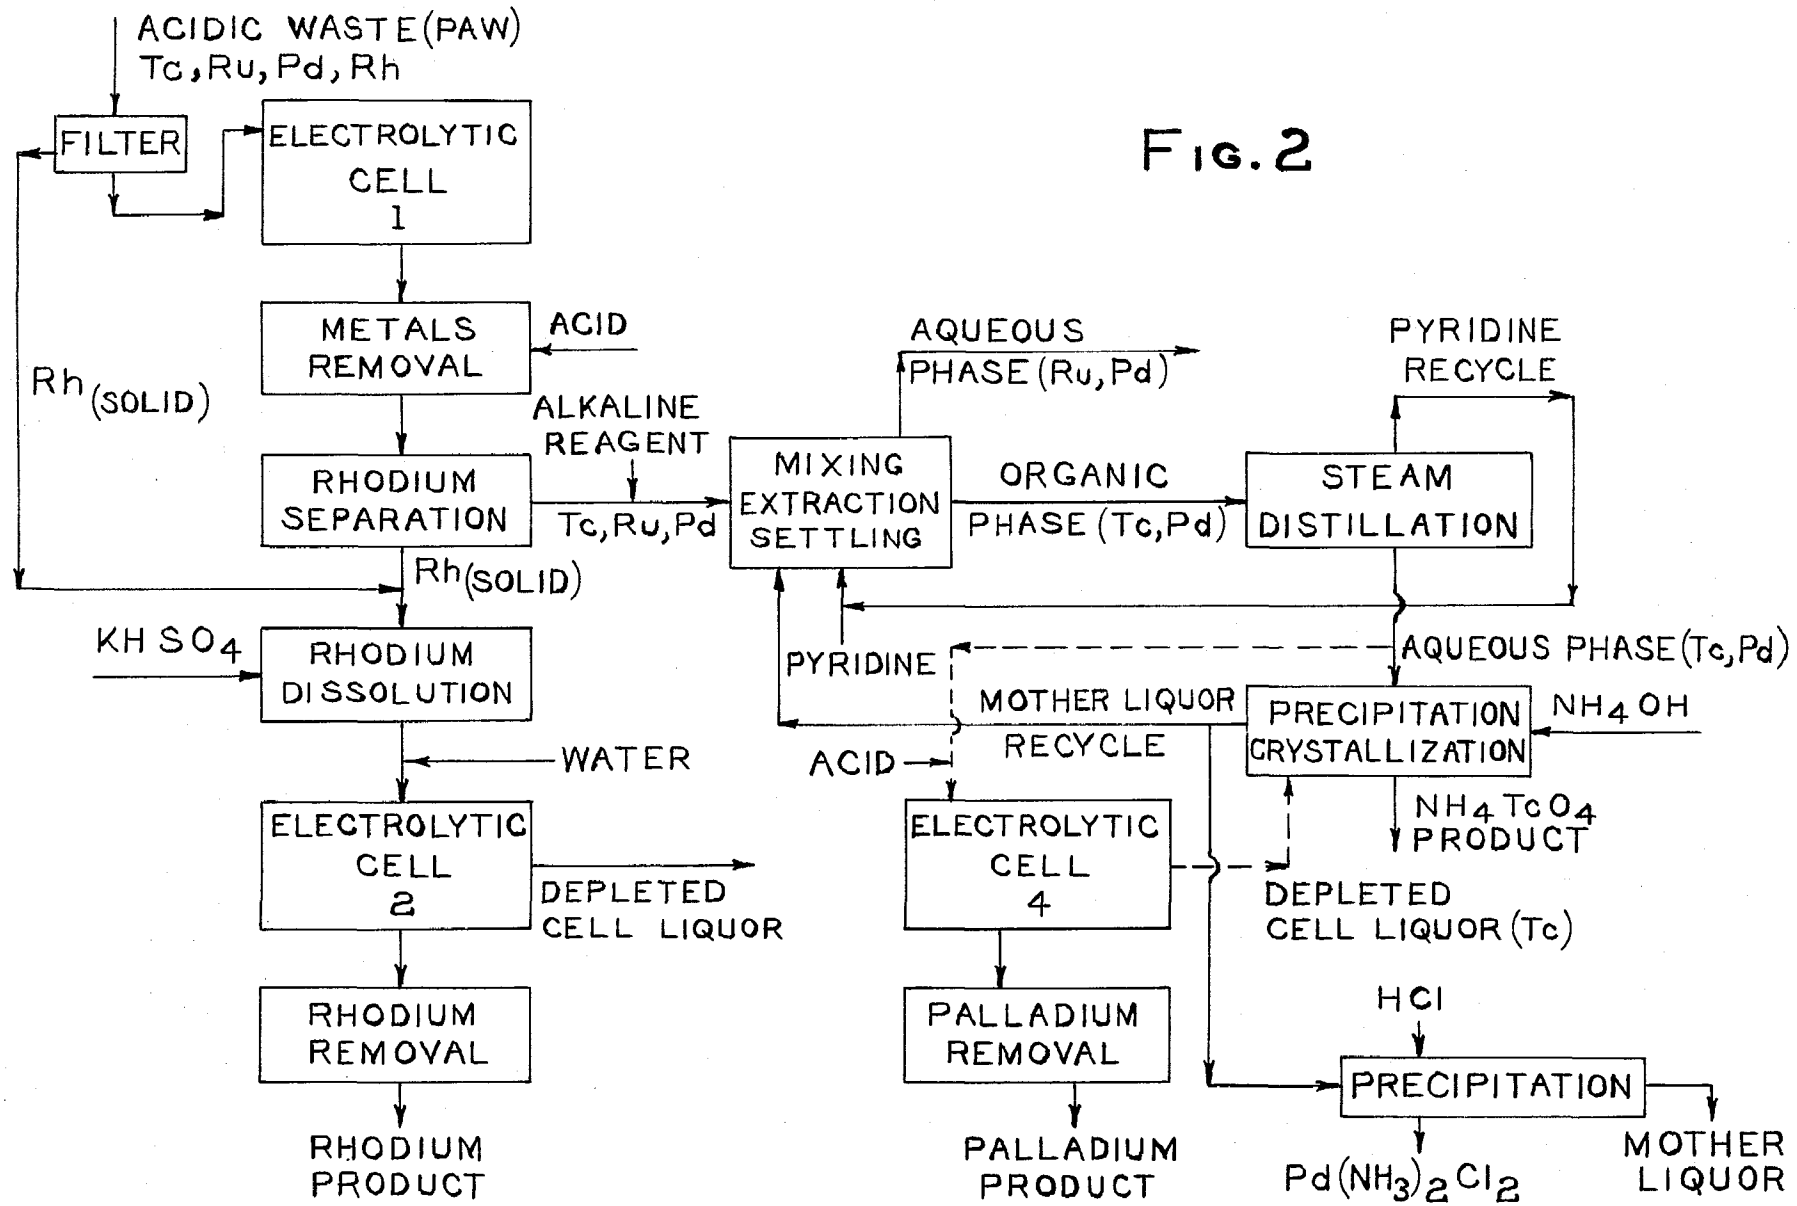 ACIDIC WASTE(PAW)
Tc,Ru,Pd,Rh
FILTER
ELECTROLYTIC
CELL
1
FIG.2
METALS
REMOVAL
ACID
Rh(SOLID)
RHODIUM
SEPARATION
ALKALINE
REAGENT
Tc,Ru,Pd
Rh(SOLID)
MIXING
EXTRACTION
SETTLING
AQUEOUS
PHASE(Ru,Pd)
ORGANIC
PHASE(Tc,Pd)
STEAM
DISTILLATION
PYRIDINE
RECYCLE
KHSO4
RHODIUM
DISSOLUTION
PYRIDINE
AQUEOUS PHASE(Tc,Pd)
MOTHER LIQUOR
RECYCLE
PRECIPITATION
CRYSTALLIZATION
NH4OH
WATER
ACID
NH4TcO4
PRODUCT
ELECTROLYTIC
CELL
2
DEPLETED
CELL LIQUOR
ELECTROLYTIC
CELL
4
DEPLETED
CELL LIQUOR(Tc)
RHODIUM
REMOVAL
PALLADIUM
REMOVAL
HCl
PRECIPITATION
RHODIUM
PRODUCT
PALLADIUM
PRODUCT
Pd(NH3)2Cl2
MOTHER
LIQUOR